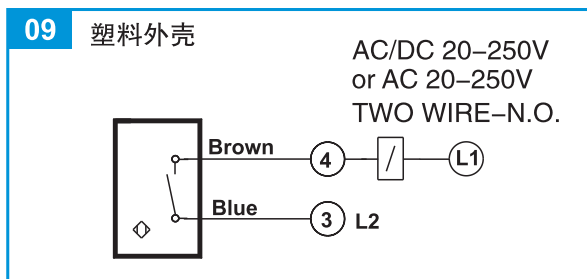 09 塑料外壳
AC/DC 20-250V
or AC 20-250V
TWO WIRE-N.O.
Brown 4 L1
Blue 3 L2